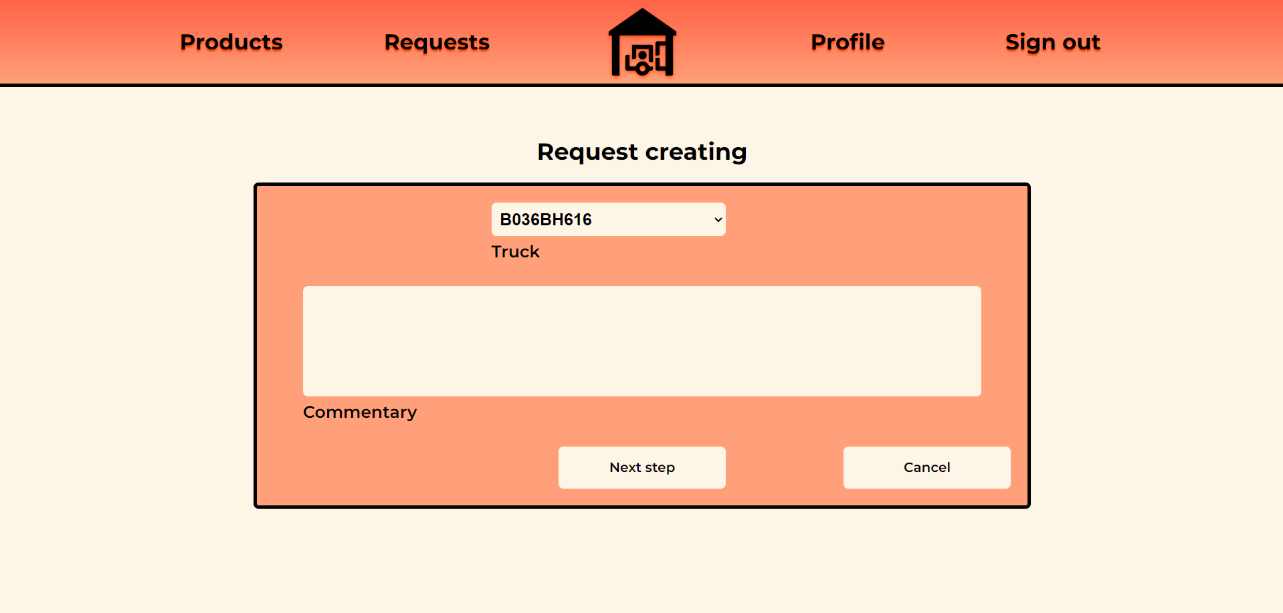 Products Requests Profile Sign out
Request creating
B036BH616
Truck
Commentary
Next step Cancel